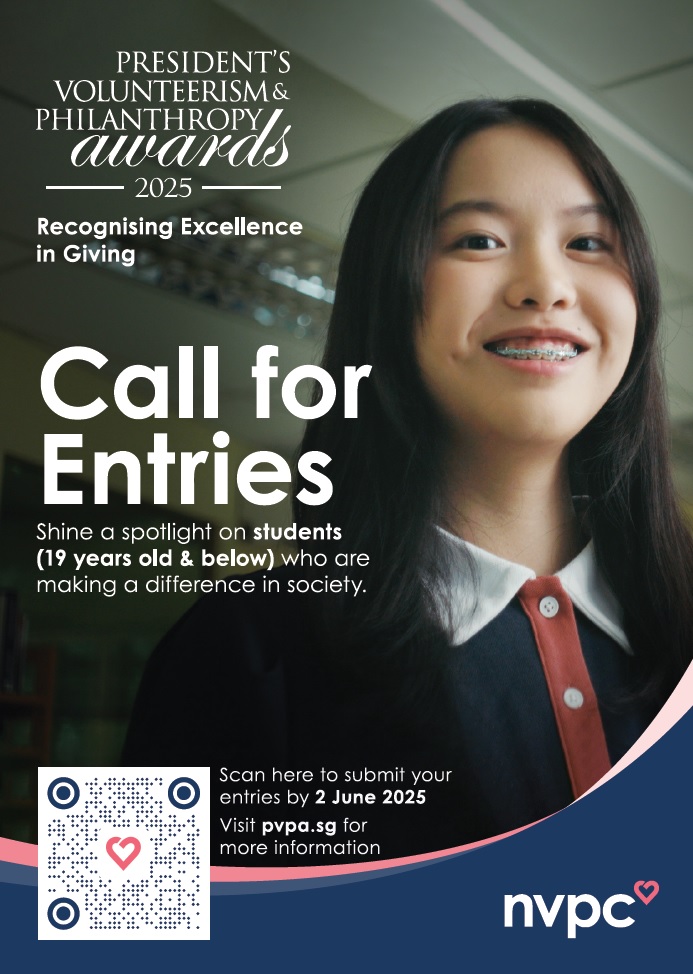 PRESIDENT'S
VOLUNTEERISM &
PHILANTHROPY
awards
2025
Recognising Excellence
in Giving
Call for
Entries
Shine a spotlight on students
(19 years old & below) who are
making a difference in society.
Scan here to submit your
entries by 2 June 2025
Visit pvpa.sg for
more information
nvpc